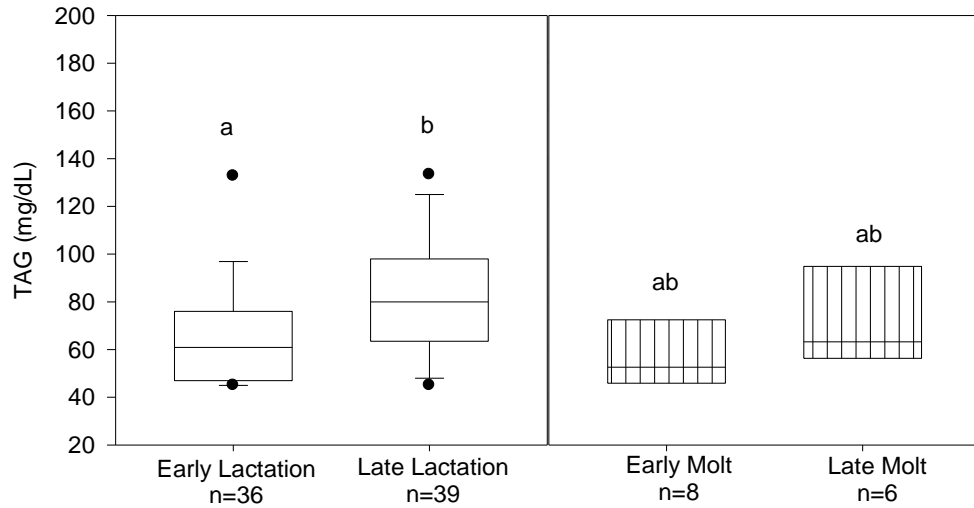 200
180
160
140
120
100
80
60
40
20
TAG (mg/dL)
a
b
ab
ab
Early Lactation
n=36
Late Lactation
n=39
Early Molt
n=8
Late Molt
n=6